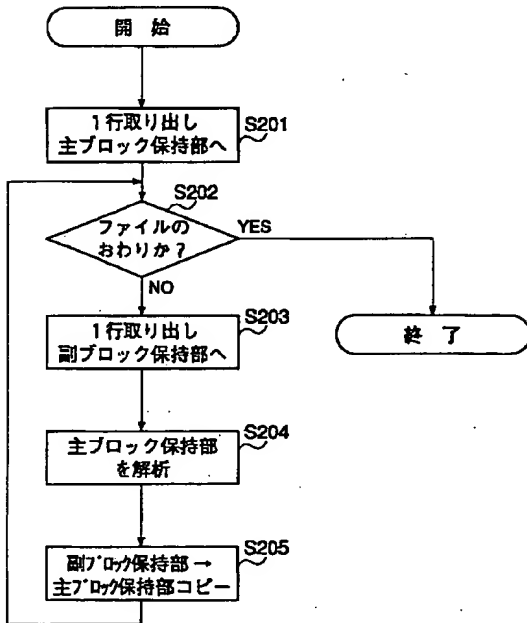 開 始
1行取り出し
主ブロック保持部へ
S201
S202
ファイルの
おわりか?
YES
NO
1行取り出し
副ブロック保持部へ
S203
終 了
主ブロック保持部
を解析
S204
副ブロック保持部→
主ブロック保持部コピー
S205